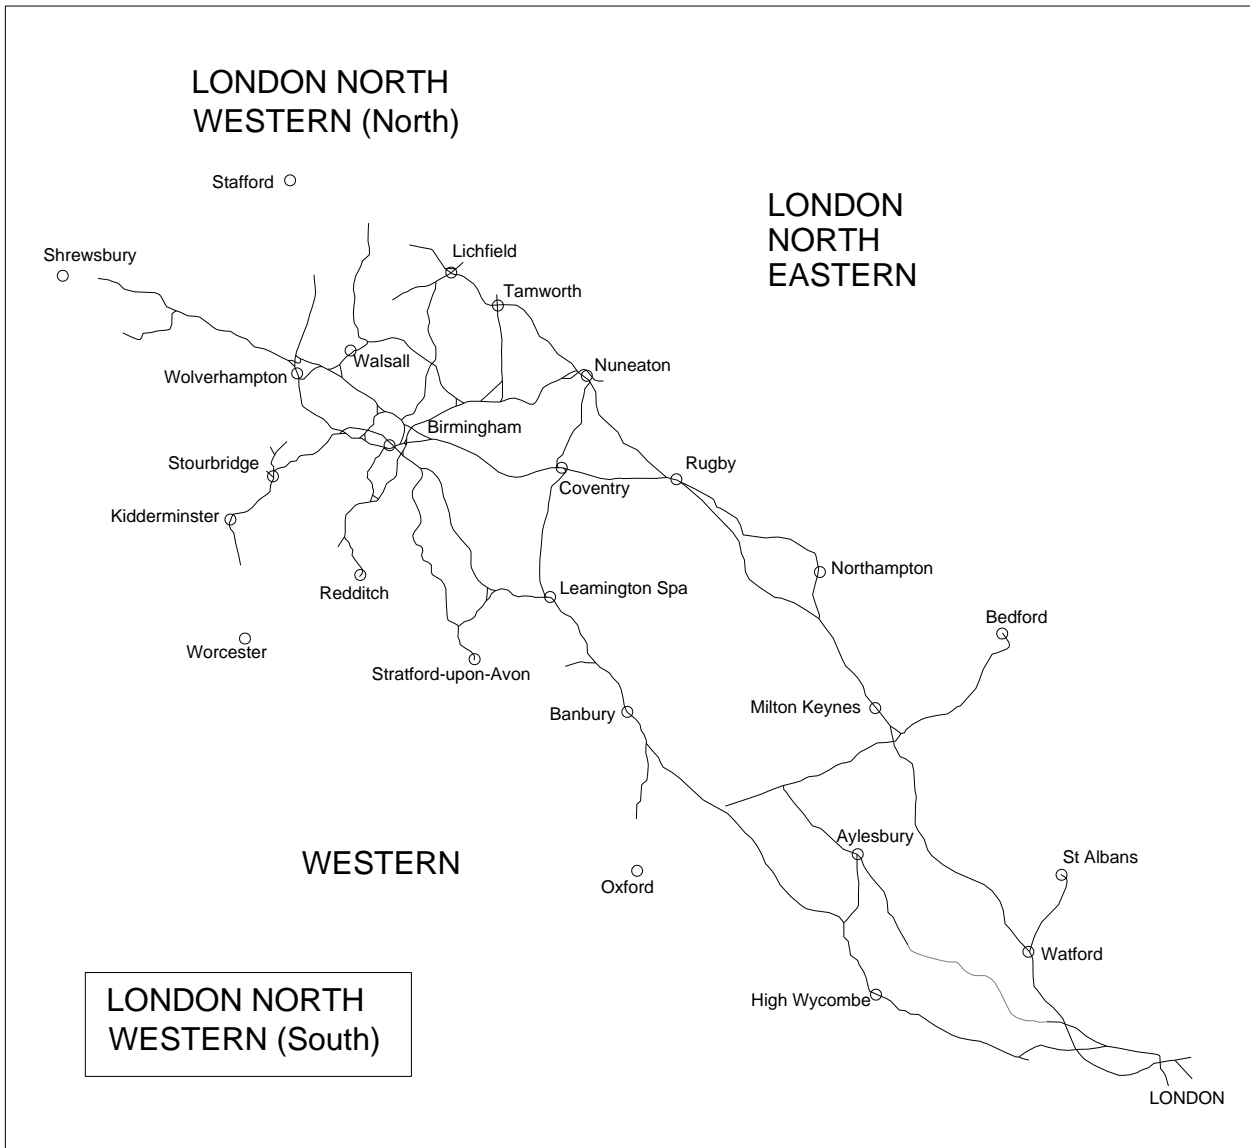 LONDON NORTH
WESTERN (North)
Stafford
LONDON
NORTH
EASTERN
Shrewsbury
Lichfield
Tamworth
Walsall
Nuneaton
Wolverhampton
Birmingham
Stourbridge
Rugby
Coventry
Kidderminster
Northampton
Redditch
Leamington Spa
Bedford
Worcester
Stratford-upon-Avon
Milton Keynes
Banbury
Aylesbury
St Albans
WESTERN
Oxford
Watford
High Wycombe
LONDON NORTH
WESTERN (South)
LONDON